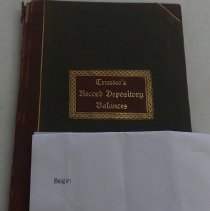 Trustee's
Record Depository
Balances
Begin